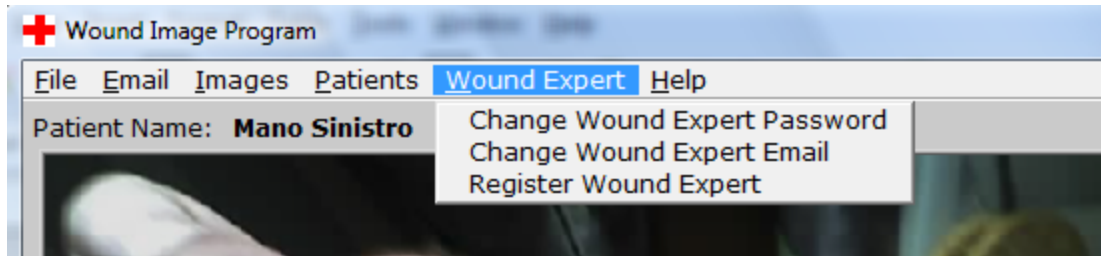 Wound Image Program
File Email Images Patients Wound Expert Help
Patient Name: Mano Sinistro
Change Wound Expert Password
Change Wound Expert Email
Register Wound Expert